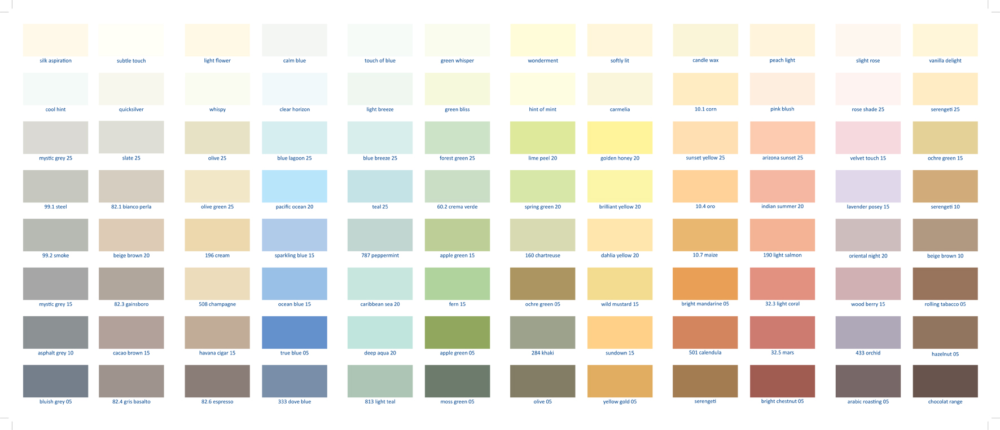 silk aspiration subtle touch light flower calm blue touch of blue green whisper wonderment softly lit candle wax peach light slight rose vanilla delight
cool hint quicksilver whispy clear horizon light breeze green bliss hint of mint carmelia 10.1 corn pink blush rose shade 25 serengeti 25
mystic grey 25 slate 25 olive 25 blue lagoon 25 blue breeze 25 forest green 25 lime peel 20 golden honey 20 sunset yellow 25 arizona sunset 25 velvet touch 15 ochre green 15
99.1 steel 82.1 bianco perla olive green 25 pacific ocean 20 teal 25 60.2 crema verde spring green 20 brilliant yellow 20 10.4 oro indian summer 20 lavender posey 15 serengeti 10
99.2 smoke beige brown 20 196 cream sparkling blue 15 787 peppermint apple green 15 160 chartreuse dahlia yellow 20 10.7 maize 190 light salmon oriental night 20 beige brown 10
mystic grey 15 82.3 gainsboro 508 champagne ocean blue 15 caribbean sea 20 fern 15 ochre green 05 wild mustard 15 bright mandarine 05 32.3 light coral wood berry 15 rolling tabacco 05
asphalt grey 10 cacao brown 15 havana cigar 15 true blue 05 deep aqua 20 apple green 05 284 khaki sundown 15 501 calendula 32.5 mars 433 orchid hazelnut 05
bluish grey 05 82.4 gris basalto 82.6 espresso 333 dove blue 813 light teal moss green 05 olive 05 yellow gold 05 serengeti bright chestnut 05 arabic roasting 05 chocolat range